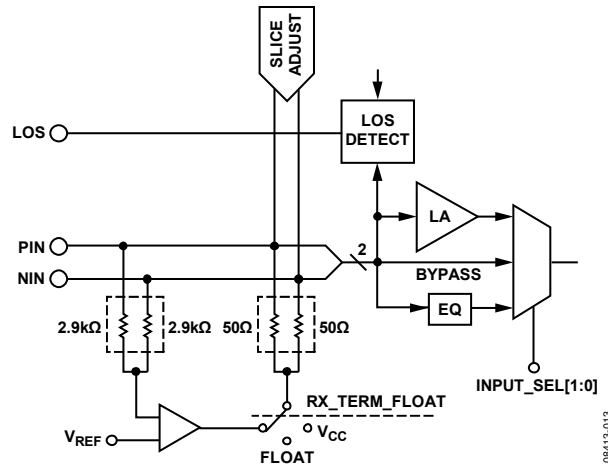 SLICE
ADJUST
LOS
LOS
DETECT
LA
PIN
2
NIN
BYPASS
EQ
2.9kΩ
2.9kΩ
50Ω
50Ω
INPUT_SEL[1:0]
RX_TERM_FLOAT
VREF
VCC
FLOAT
08413-013